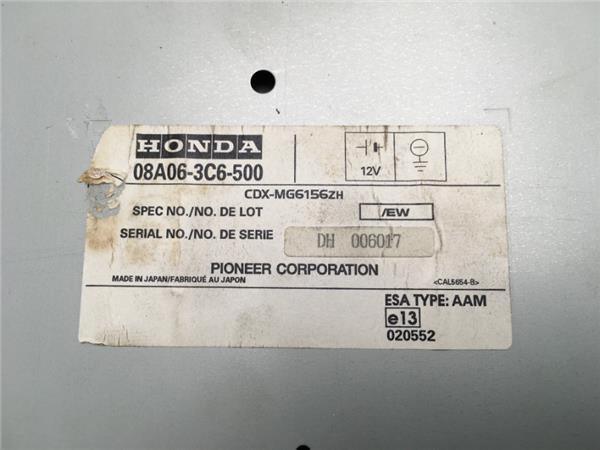 HONDA
08A06-3C6-500
12V
CDX-MG6156ZH
SPEC NO./NO. DE LOT /EW
SERIAL NO./NO. DE SERIE DH 006017
PIONEER CORPORATION
MADE IN JAPAN/FABRIQUÉ AU JAPON <CAL5654-B>
ESA TYPE: AAM
e13
020552